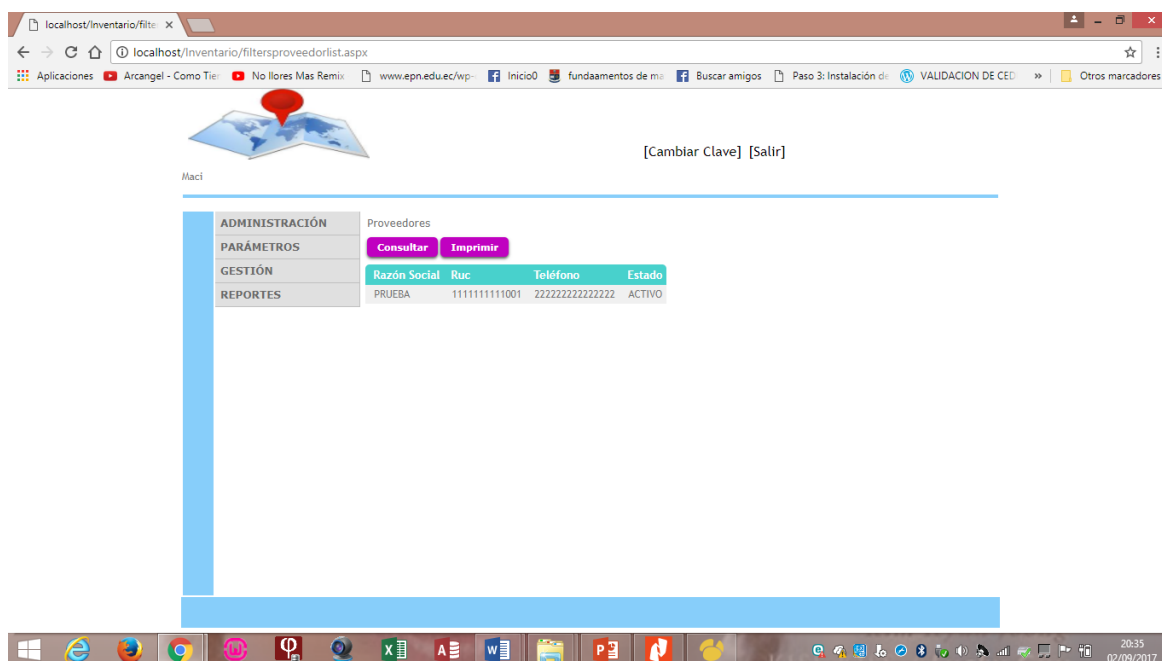 localhost/Inventario/filte
localhost/Inventario/filtersproveedorlist.aspx
Aplicaciones Arcangel - Como Tier No llores Mas Remix www.epn.edu.ec/wp- Inicio0 fundaamentos de ma Buscar amigos Paso 3: Instalación de VALIDACION DE CED » Otros marcadores
[Cambiar Clave] [Salir]
Maci
ADMINISTRACIÓN
PARÁMETROS
GESTIÓN
REPORTES
Proveedores
Consultar Imprimir
Razón Social Ruc Teléfono Estado
PRUEBA 1111111111001 222222222222222 ACTIVO
20:35
02/09/2017